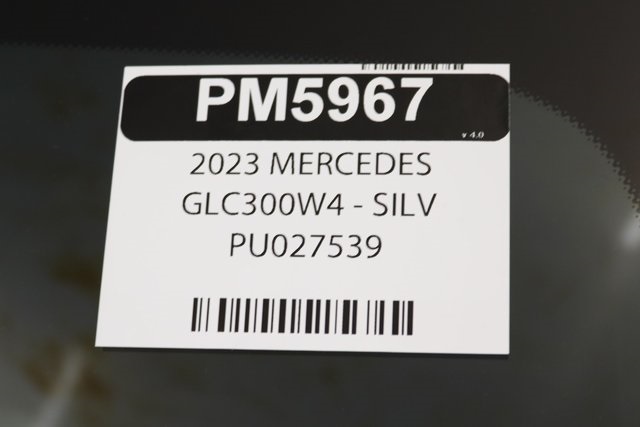 PM5967
v 4.0
2023 MERCEDES
GLC300W4 - SILV
PU027539